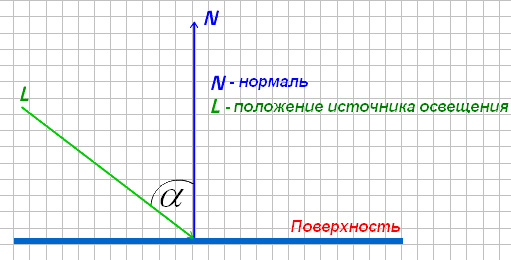 N
N - нормаль
L
L - положение источника освещения
α
Поверхность